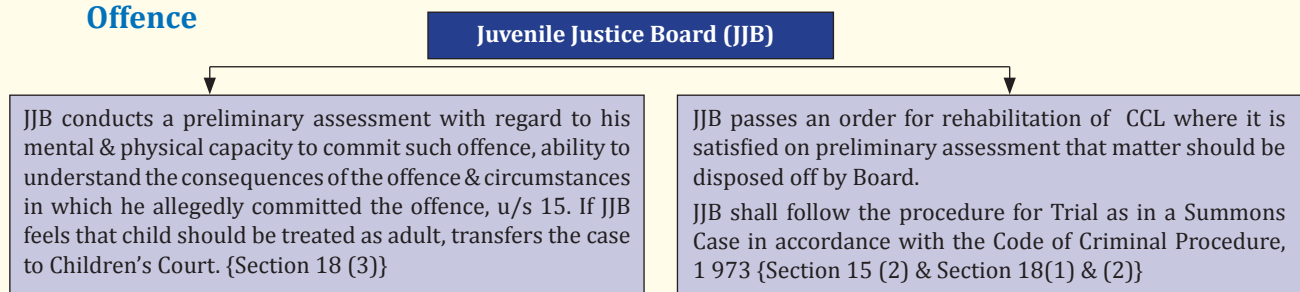 Offence
Juvenile Justice Board (JJB)
JJB conducts a preliminary assessment with regard to his
mental & physical capacity to commit such offence, ability to
understand the consequences of the offence & circumstances
in which he allegedly committed the offence, u/s 15. If JJB
feels that child should be treated as adult, transfers the case
to Children's Court. {Section 18 (3)}
JJB passes an order for rehabilitation of CCL where it is
satisfied on preliminary assessment that matter should be
disposed off by Board.
JJB shall follow the procedure for Trial as in a Summons
Case in accordance with the Code of Criminal Procedure,
1 973 {Section 15 (2) & Section 18(1) & (2)}